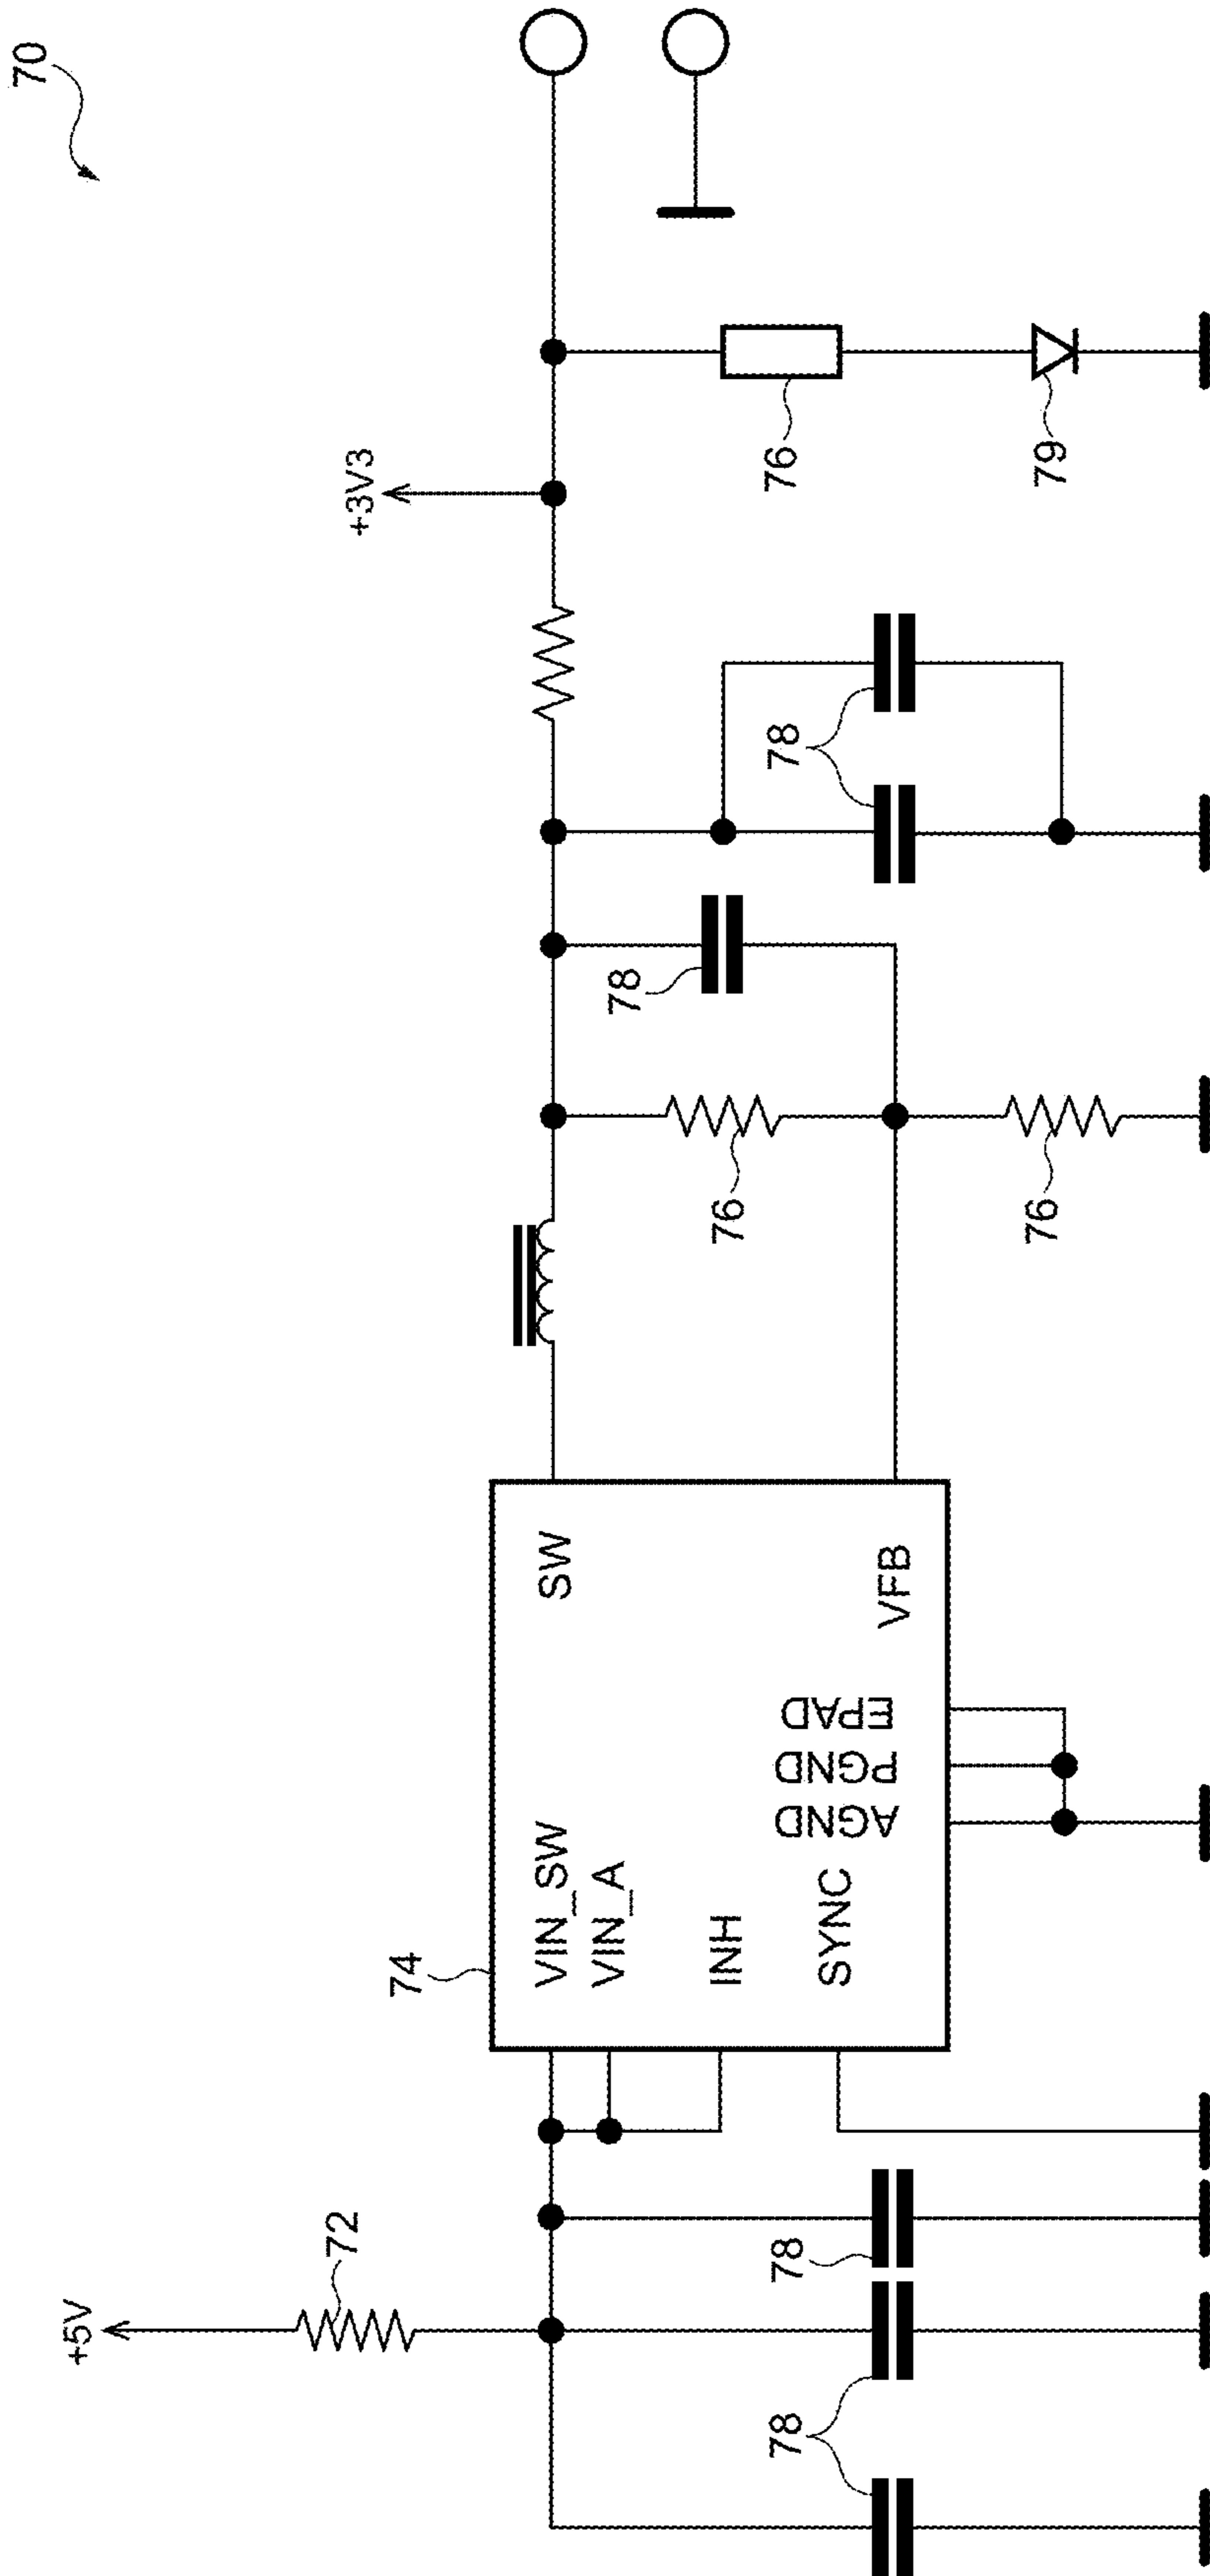 70
+5V
72
+3V3
74
VIN_SW
VIN_A
INH
SYNC
AGND
PGND
EPAD
SW
VFB
78
78
76
76
78
78
76
79